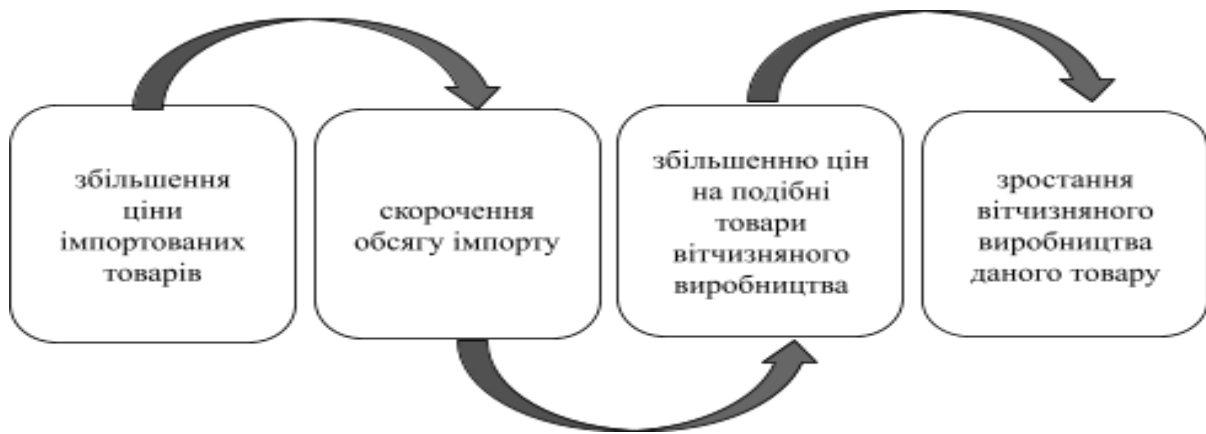 збільшення
ціни
імпортованих
товарів
скорочення
обсягу імпорту
збільшенню цін
на подібні
товари
вітчизняного
виробництва
зростання
вітчизняного
виробництва
даного товару